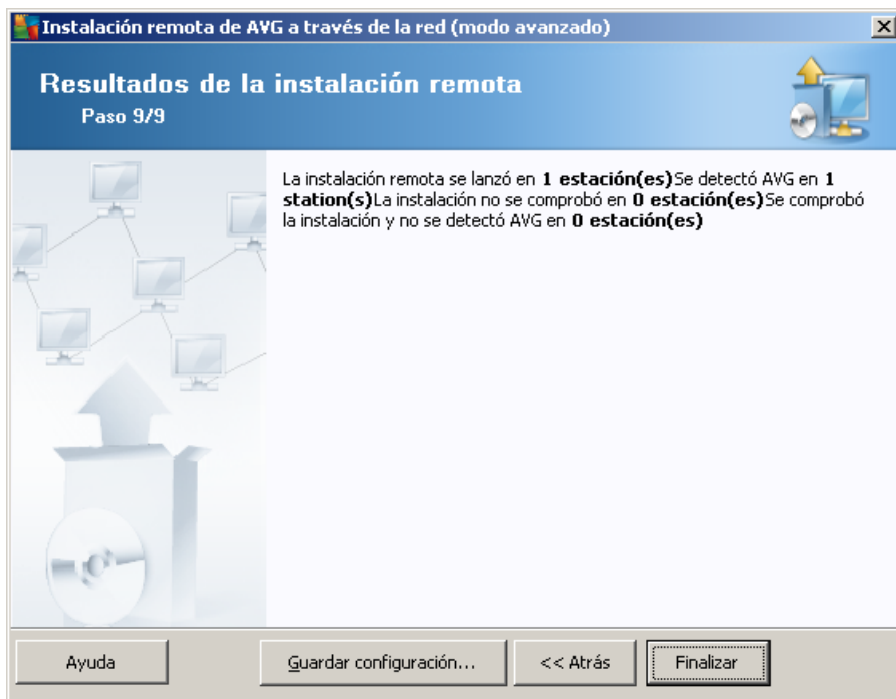 Instalación remota de AVG a través de la red (modo avanzado)
Resultados de la instalación remota
Paso 9/9
La instalación remota se lanzó en 1 estación(es)Se detectó AVG en 1
station(s)La instalación no se comprobó en 0 estación(es)Se comprobó
la instalación y no se detectó AVG en 0 estación(es)
Ayuda
Guardar configuración...
<< Atrás
Finalizar